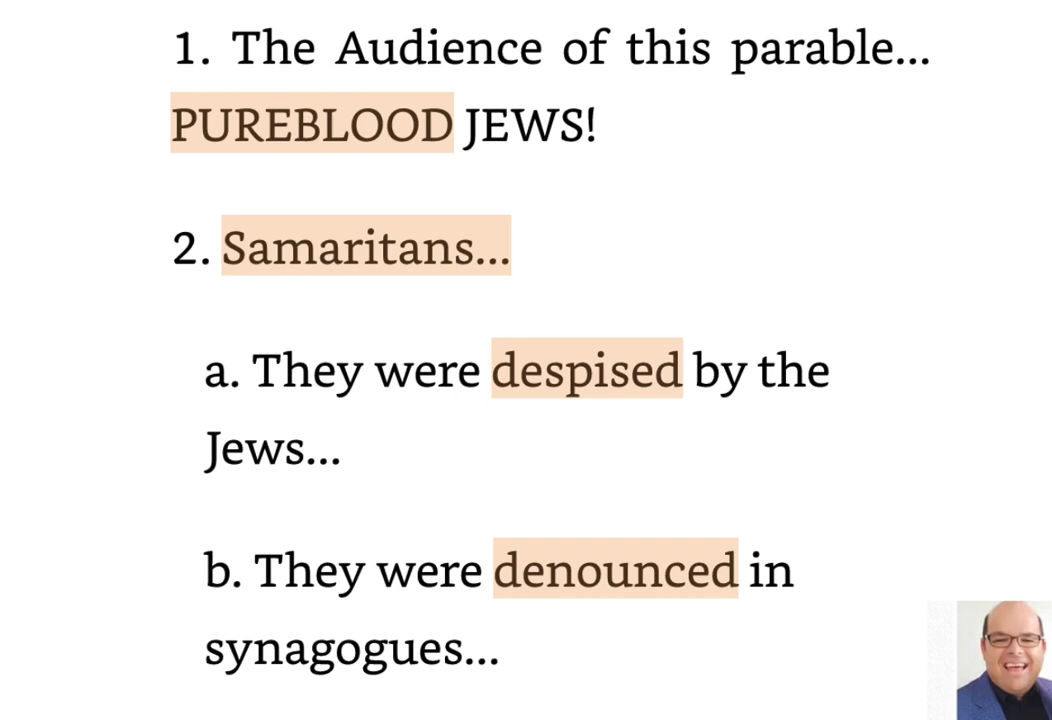 1. The Audience of this parable...
PUREBLOOD JEWS!
2. Samaritans...
a. They were despised by the
Jews...
b. They were denounced in
synagogues...